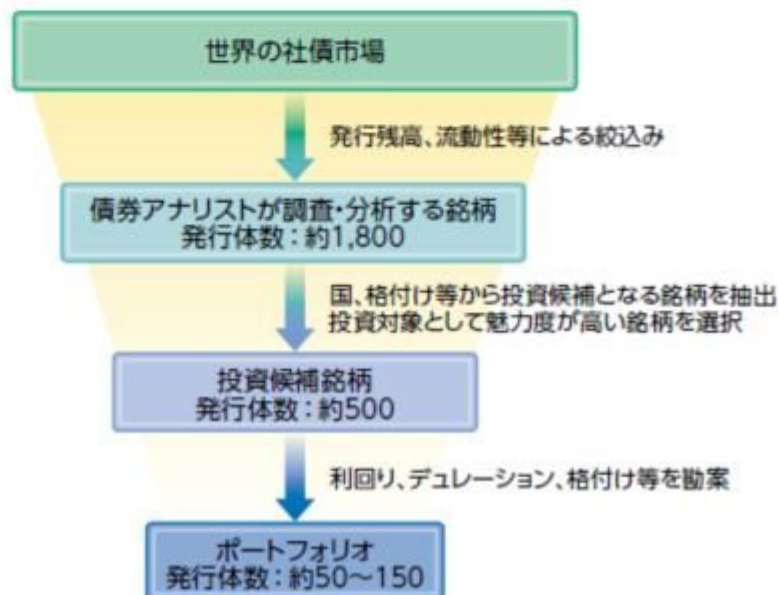 世界の社債市場
発行残高、流動性等による絞込み
債券アナリストが調査・分析する銘柄
発行体数：約1,800
国、格付け等から投資候補となる銘柄を抽出
投資対象として魅力度が高い銘柄を選択
投資候補銘柄
発行体数：約500
利回り、デュレーション、格付け等を勘案
ポートフォリオ
発行体数：約50～150